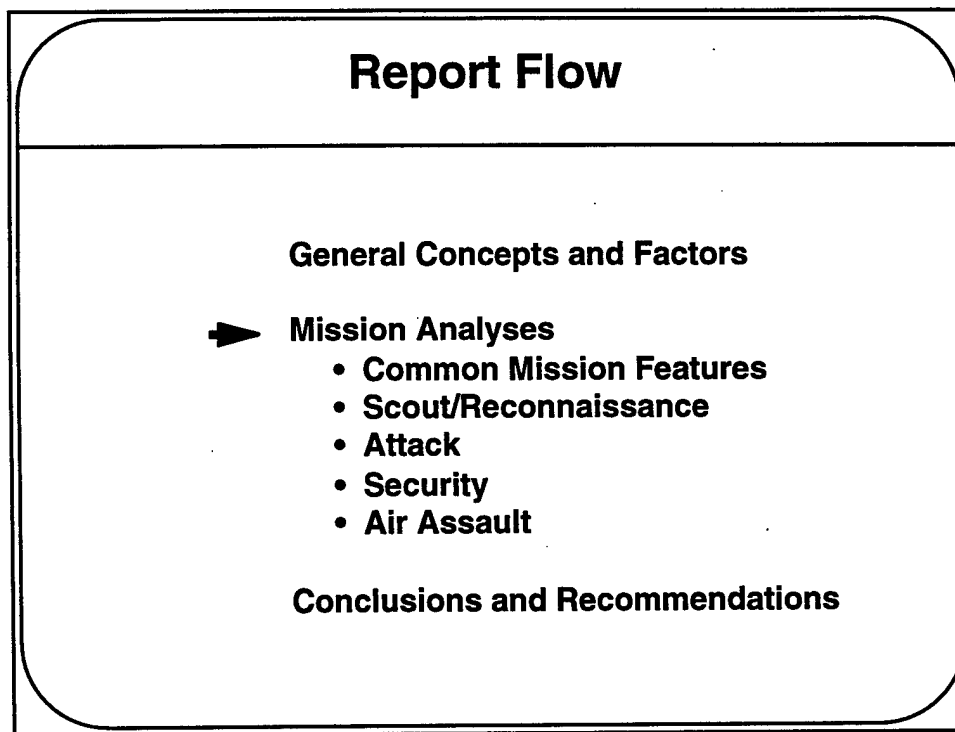 Report Flow
General Concepts and Factors
Mission Analyses
• Common Mission Features
• Scout/Reconnaissance
• Attack
• Security
• Air Assault
Conclusions and Recommendations